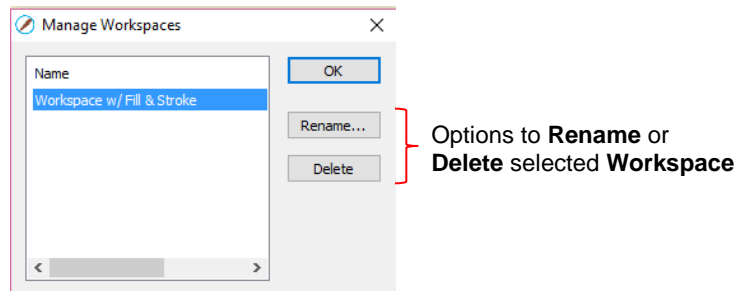 Manage Workspaces
Name
Workspace w/ Fill & Stroke
OK
Rename...
Delete
Options to Rename or
Delete selected Workspace